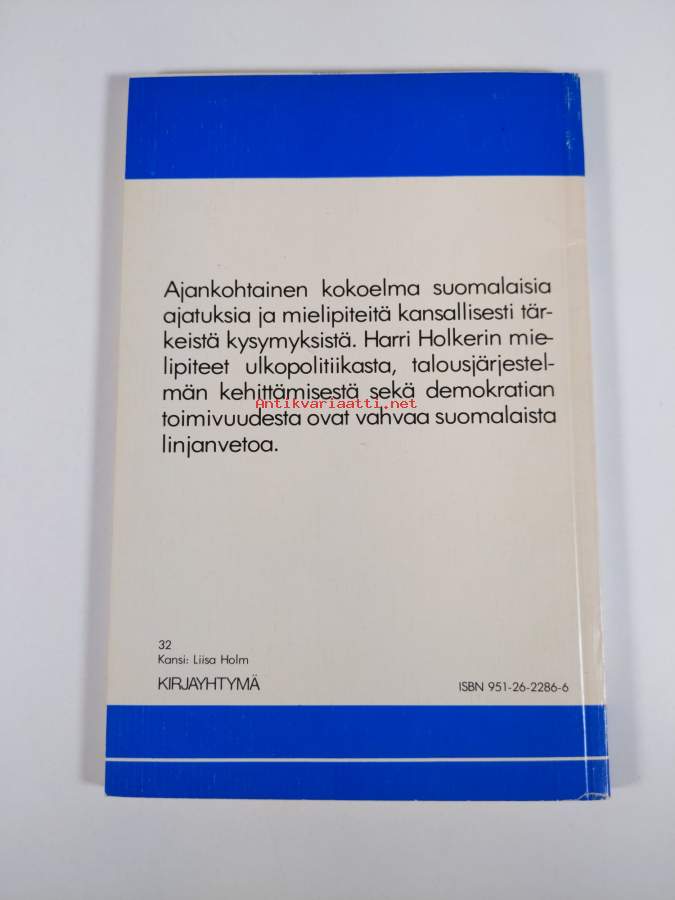 Ajankohtainen kokoelma suomalaisia
ajatuksia ja mielipiteitä kansallisesti tär-
keistä kysymyksistä. Harri Holkerin mie-
lipiteet ulkopolitiikasta, talousjärjestel-
män kehittämisestä sekä demokratian
Antikvariaatti.net
toimivuudesta ovat vahvaa suomalaista
linjanvetoa.
32
Kansi: Liisa Holm
KIRJAYHTYMÄ
ISBN 951-26-2286-6